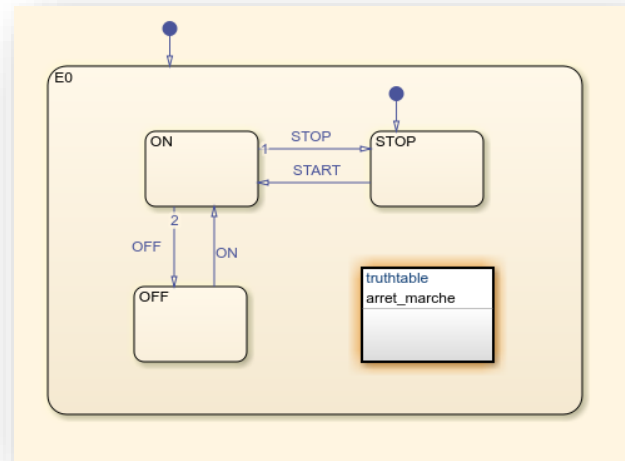 E0
ON
1
STOP
STOP
START
2
OFF
ON
OFF
truthtable
arret_marche